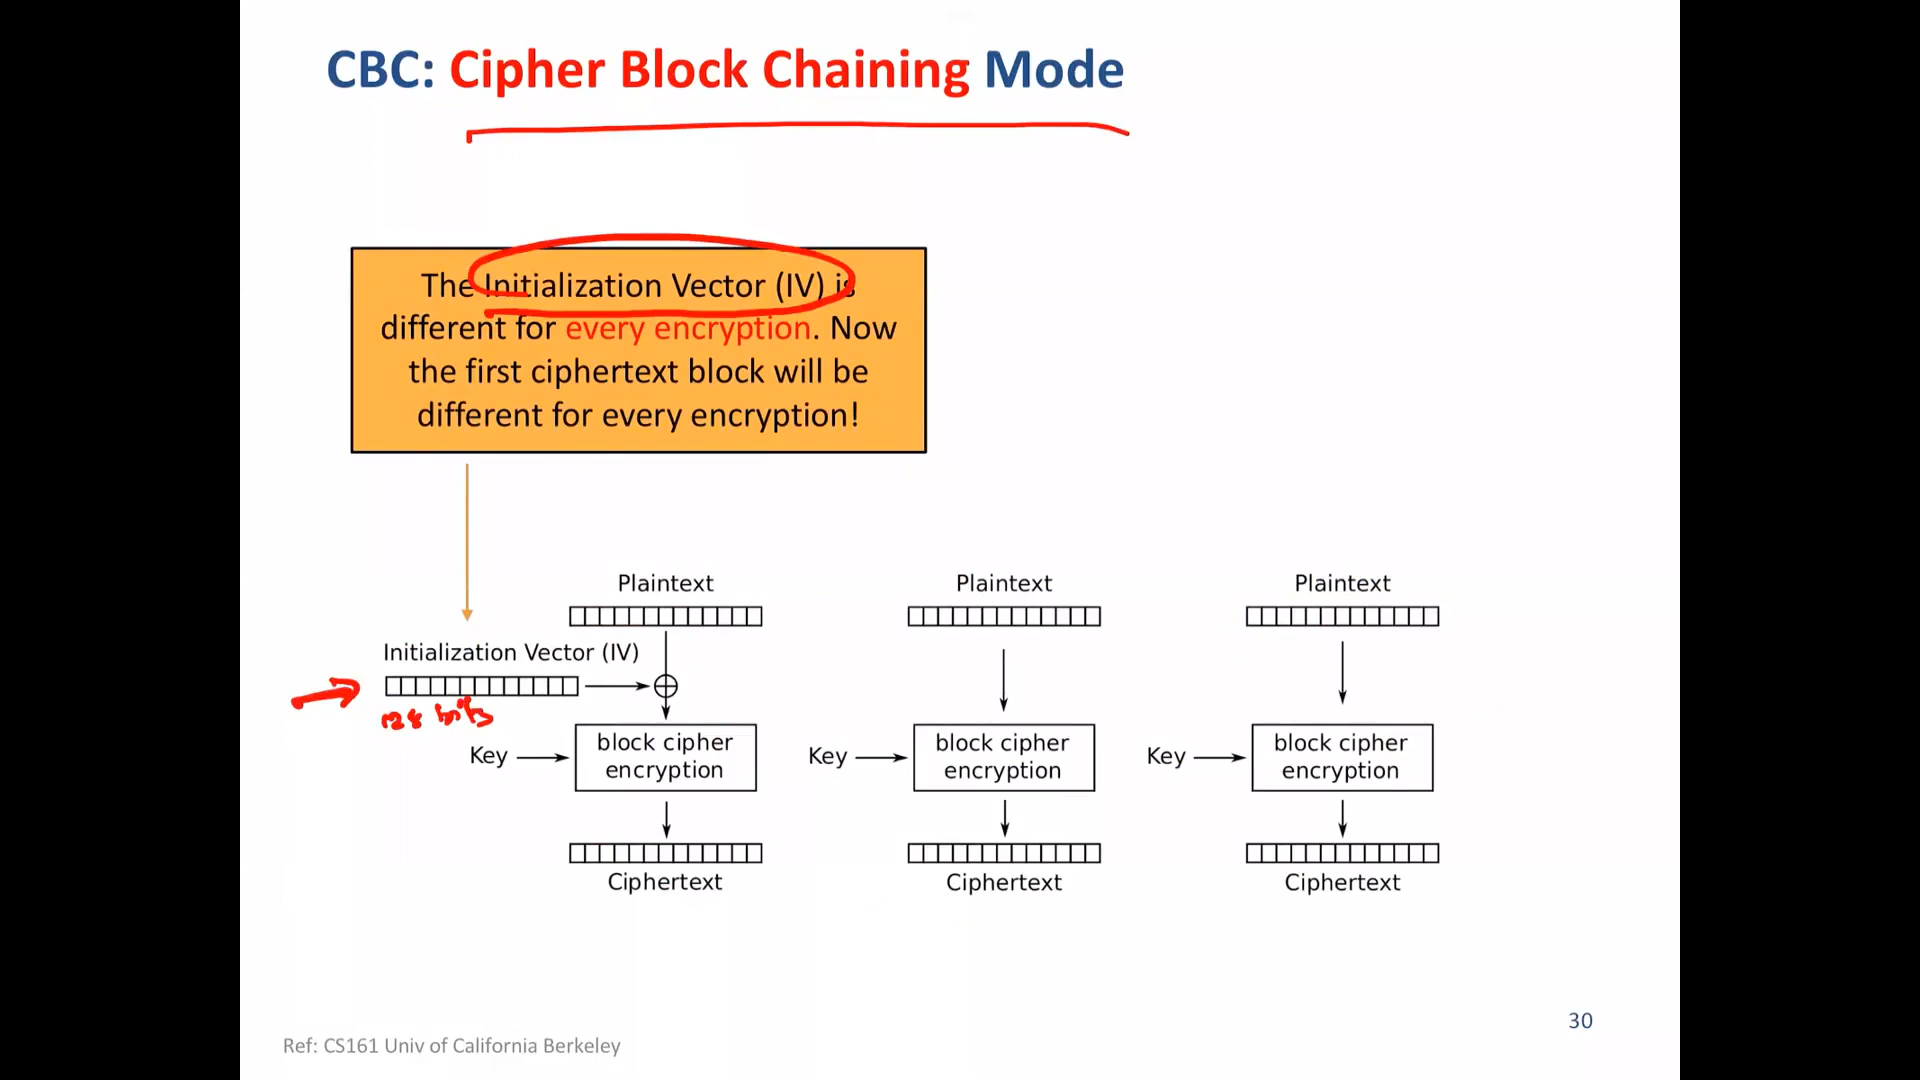 CBC: Cipher Block Chaining Mode
The Initialization Vector (IV) is
different for every encryption. Now
the first ciphertext block will be
different for every encryption!
Plaintext
Plaintext
Plaintext
Initialization Vector (IV)
128 bits
Key
block cipher
encryption
Key
block cipher
encryption
Key
block cipher
encryption
Ciphertext
Ciphertext
Ciphertext
30
Ref: CS161 Univ of California Berkeley